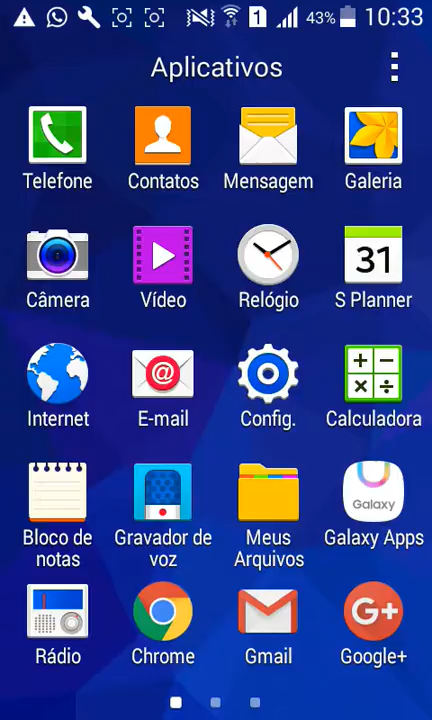 1 43% 10:33
Aplicativos
Telefone Contatos Mensagem Galeria
31
Câmera Vídeo Relógio S Planner
@
Internet E-mail Config. Calculadora
Galaxy
Bloco de notas Gravador de voz Meus Arquivos Galaxy Apps
G+
Rádio Chrome Gmail Google+